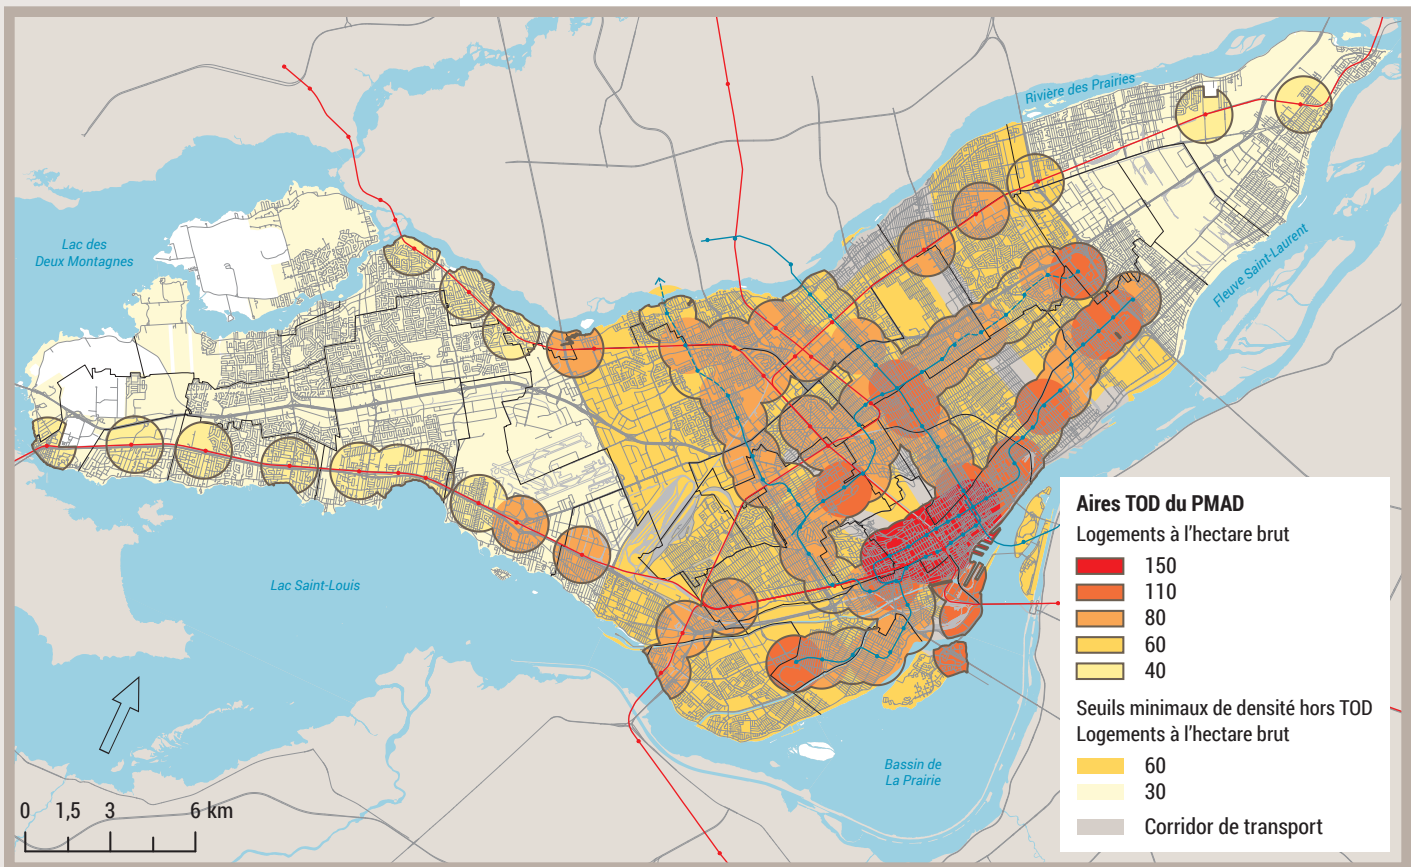 Rivière des Prairies
Lac des
Deux Montagnes
Fleuve Saint-Laurent
Lac Saint-Louis
Bassin de
La Prairie
0 1,5 3 6 km
Aires TOD du PMAD
Logements à l'hectare brut
150
110
80
60
40
Seuils minimaux de densité hors TOD
Logements à l'hectare brut
60
30
Corridor de transport